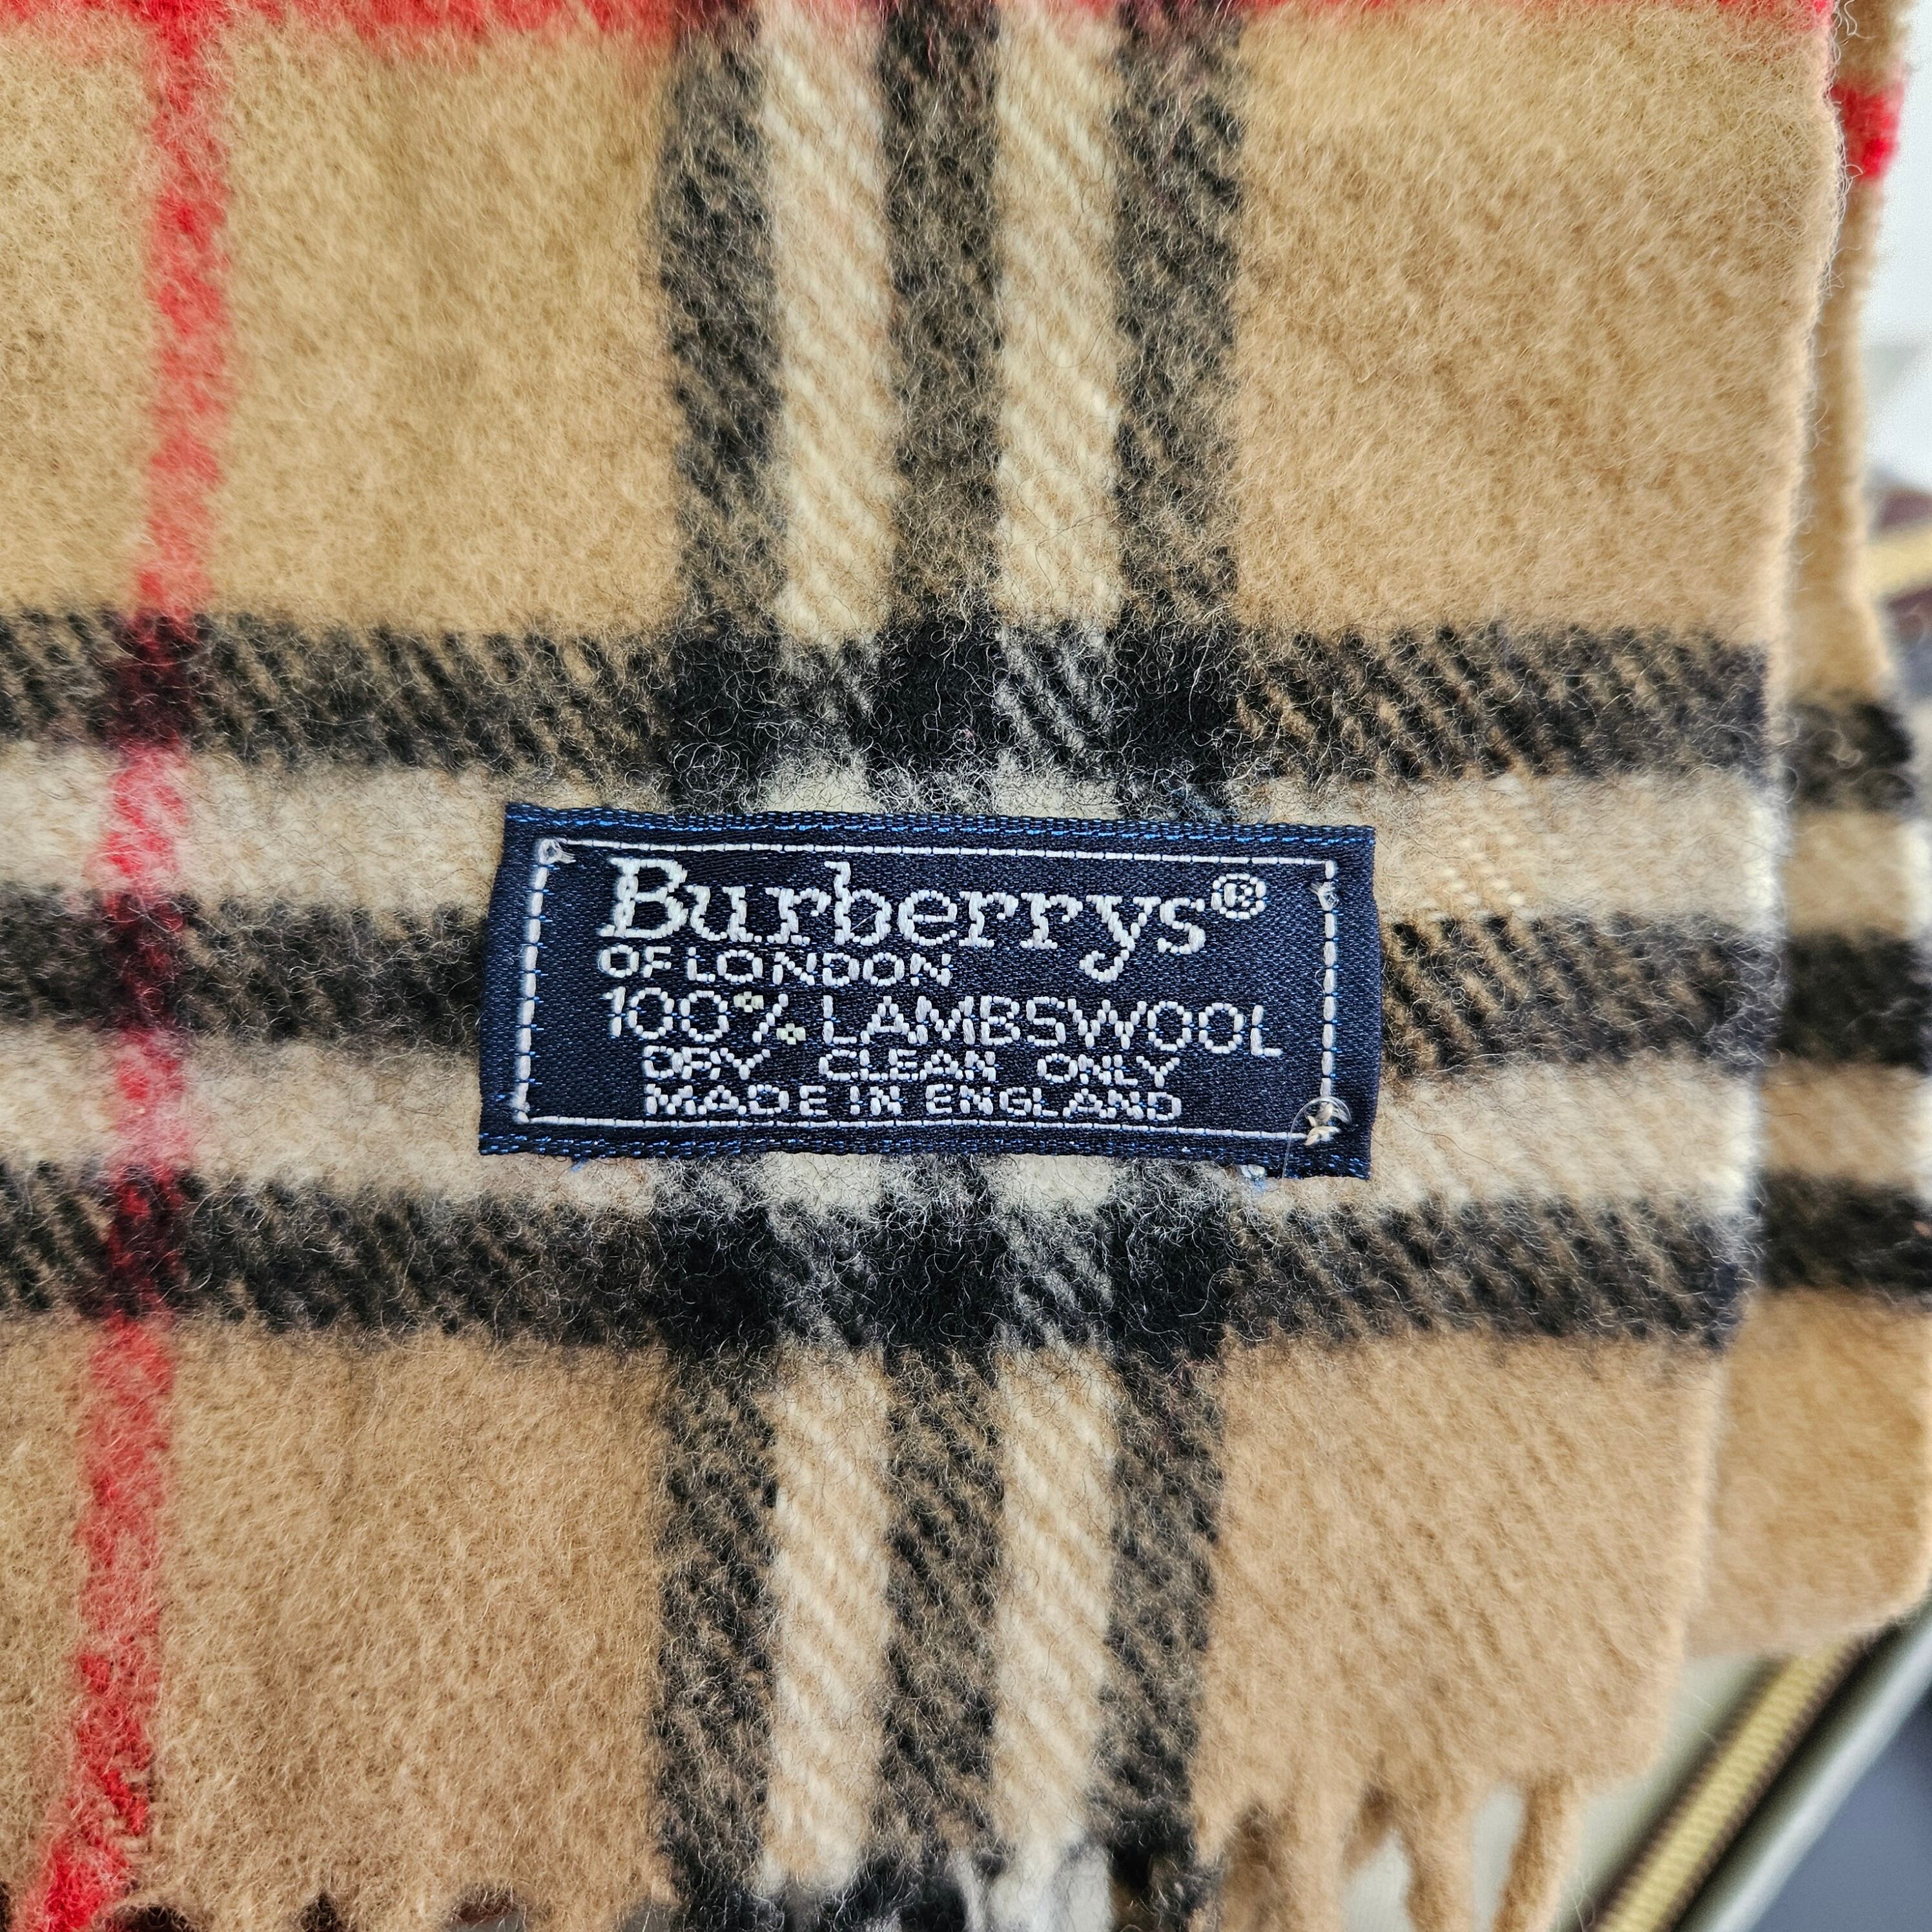 Burberrys®
OF LONDON
100% LAMBSWOOL
DRY CLEAN ONLY
MADE IN ENGLAND